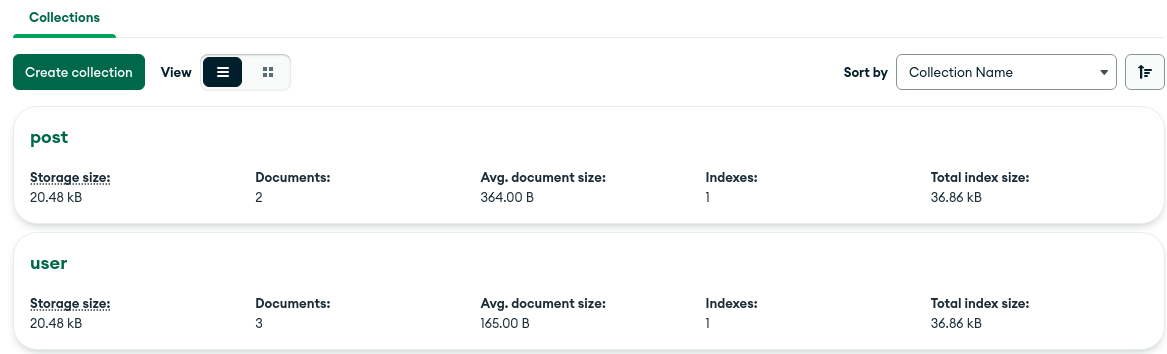 Collections
Create collection View Sort by Collection Name
post
Storage size: Documents: Avg. document size: Indexes: Total index size:
20.48 kB 2 364.00 B 1 36.86 kB
user
Storage size: Documents: Avg. document size: Indexes: Total index size:
20.48 kB 3 165.00 B 1 36.86 kB